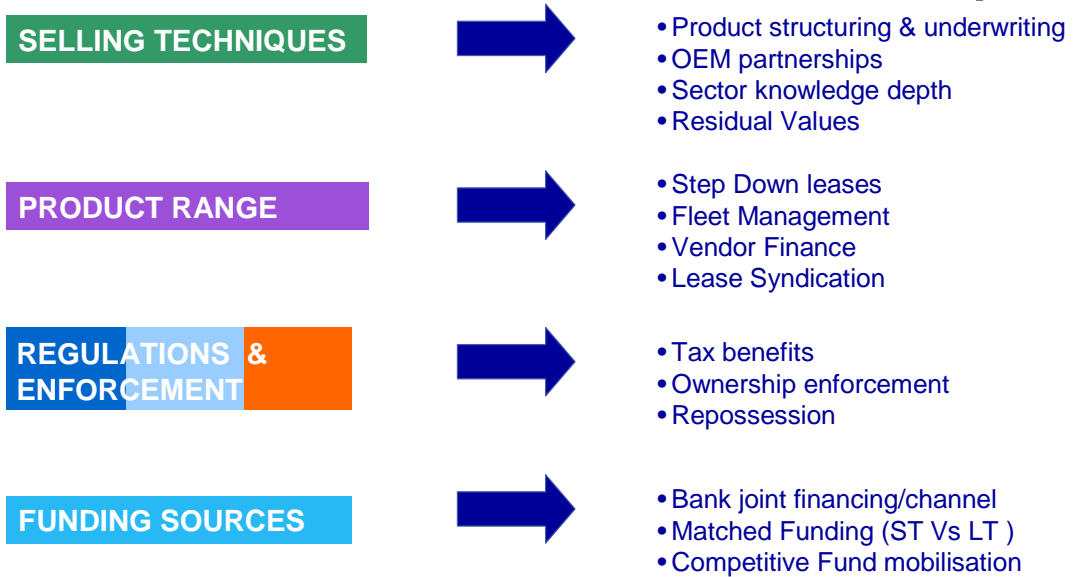 SELLING TECHNIQUES
• Product structuring & underwriting
• OEM partnerships
• Sector knowledge depth
• Residual Values
PRODUCT RANGE
• Step Down leases
• Fleet Management
• Vendor Finance
• Lease Syndication
REGULATIONS &
ENFORCEMENT
• Tax benefits
• Ownership enforcement
• Repossession
FUNDING SOURCES
• Bank joint financing/channel
• Matched Funding (ST Vs LT )
• Competitive Fund mobilisation